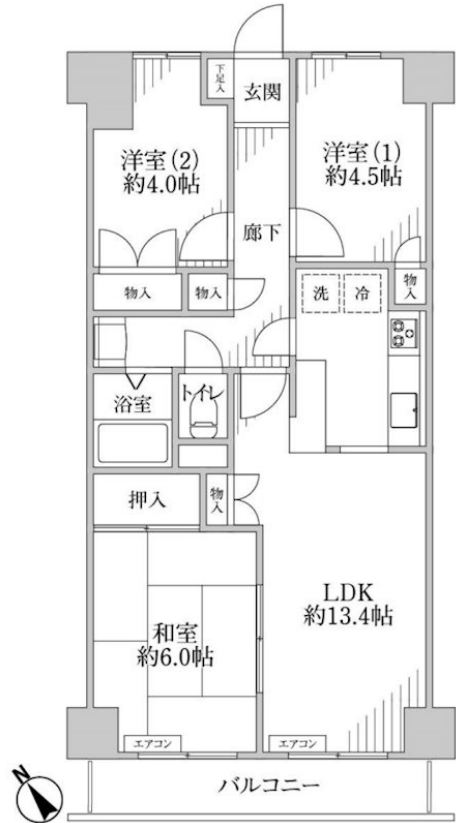 下足入
玄関
洋室(2)
約4.0帖
洋室(1)
約4.5帖
廊下
物入
物入
洗
冷
物入
浴室
トイレ
押入
物入
LDK
約13.4帖
和室
約6.0帖
エアコン
エアコン
バルコニー
N